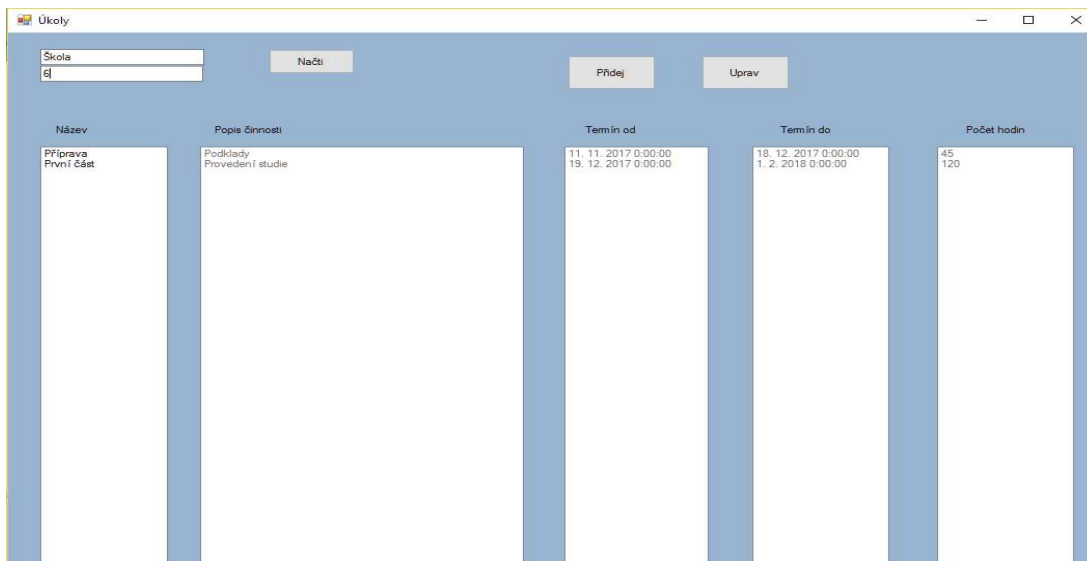 Úkoly
Škola
6
Načti
Přidej
Uprav
Název
Popis činnosti
Termín od
Termín do
Počet hodin
Příprava
Podklady
11. 11. 2017 0:00:00
18. 12. 2017 0:00:00
45
První část
Provedení studie
19. 12. 2017 0:00:00
1. 2. 2018 0:00:00
120